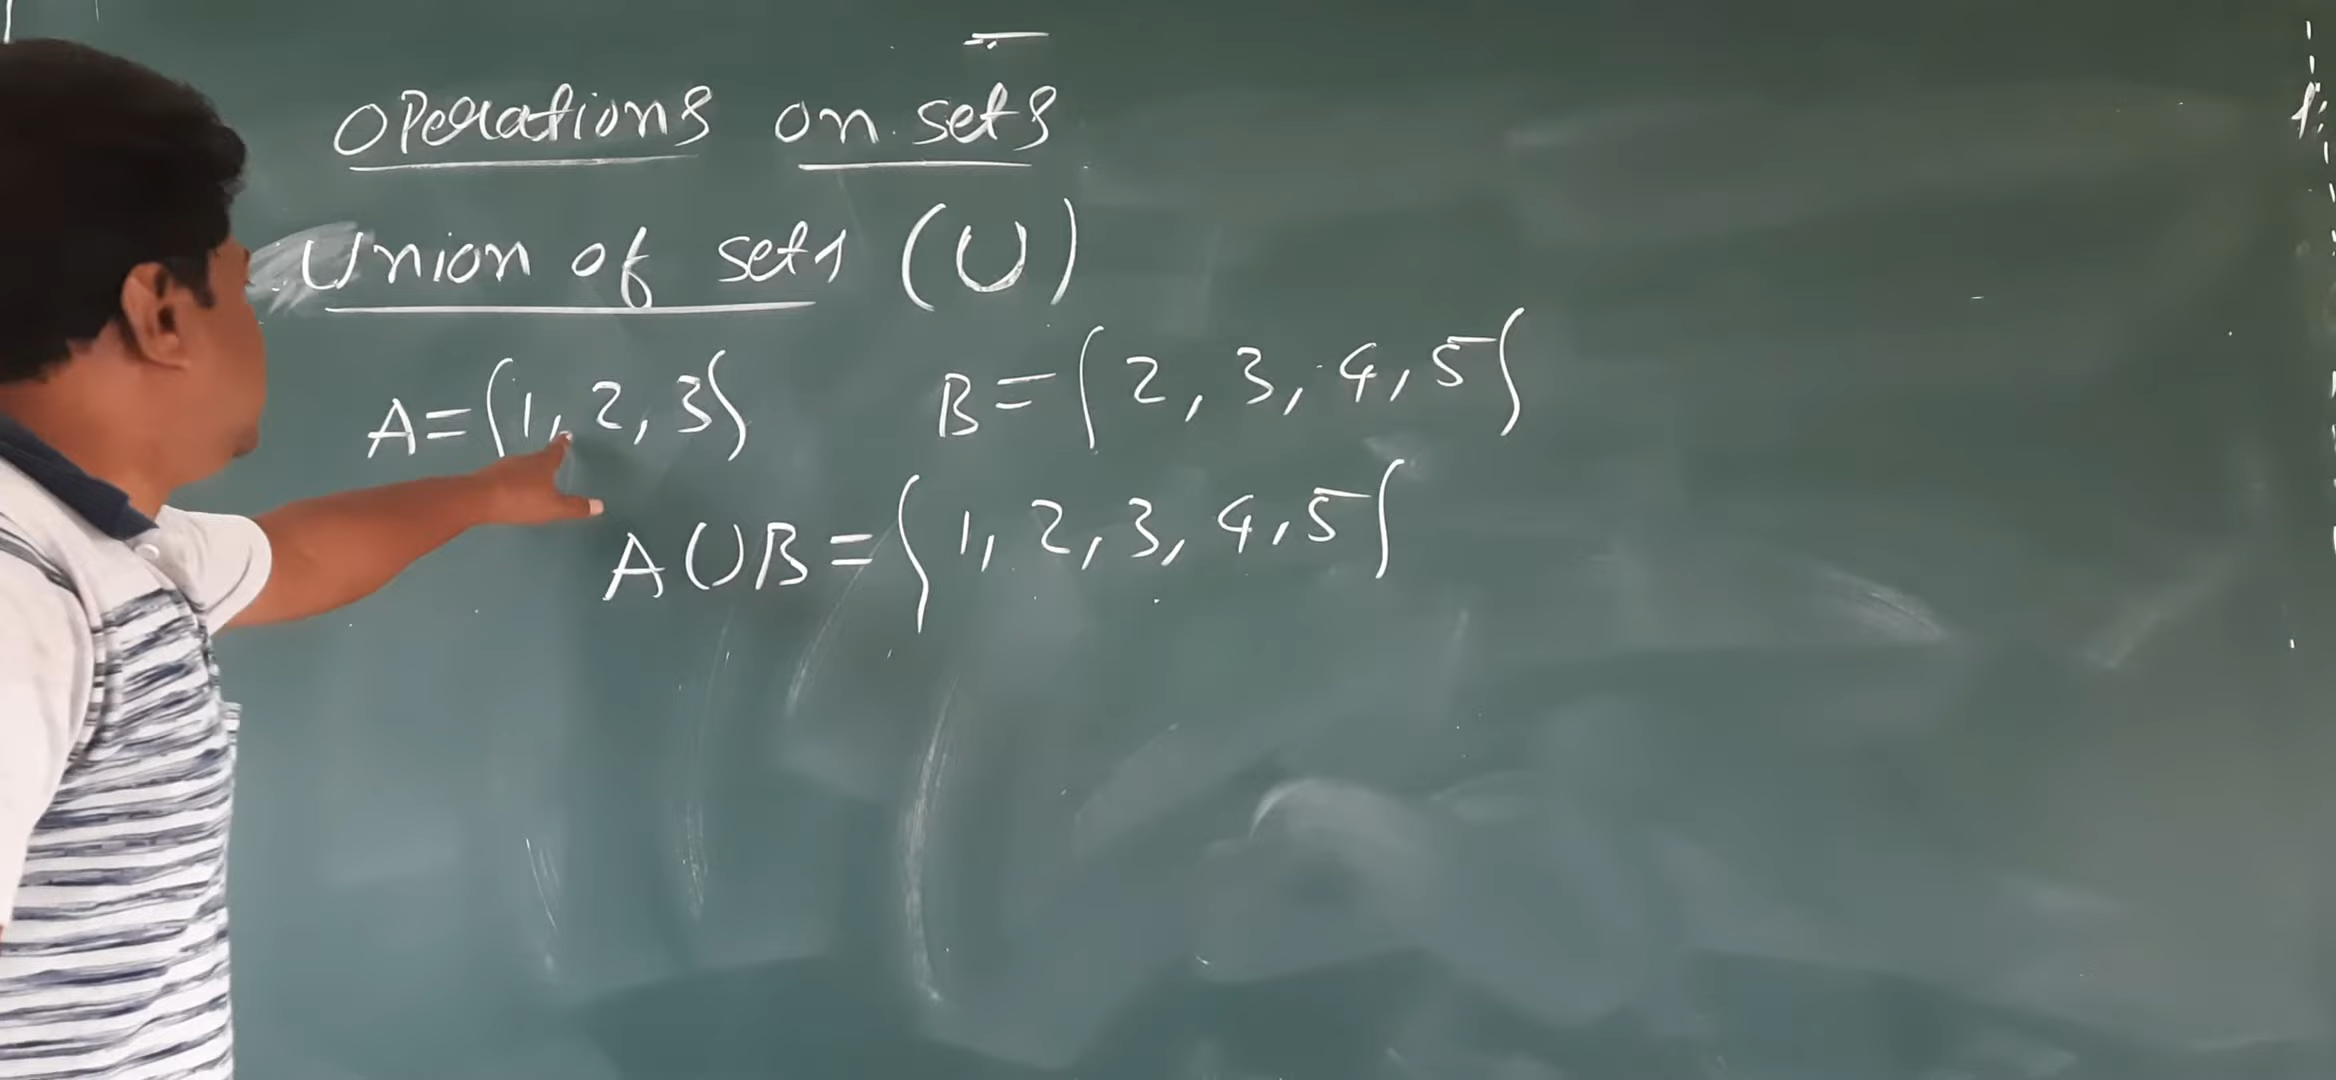 Operations on sets
Union of sets (U)
A={1,2,3} B={2,3,4,5}
AUB={1,2,3,4,5}